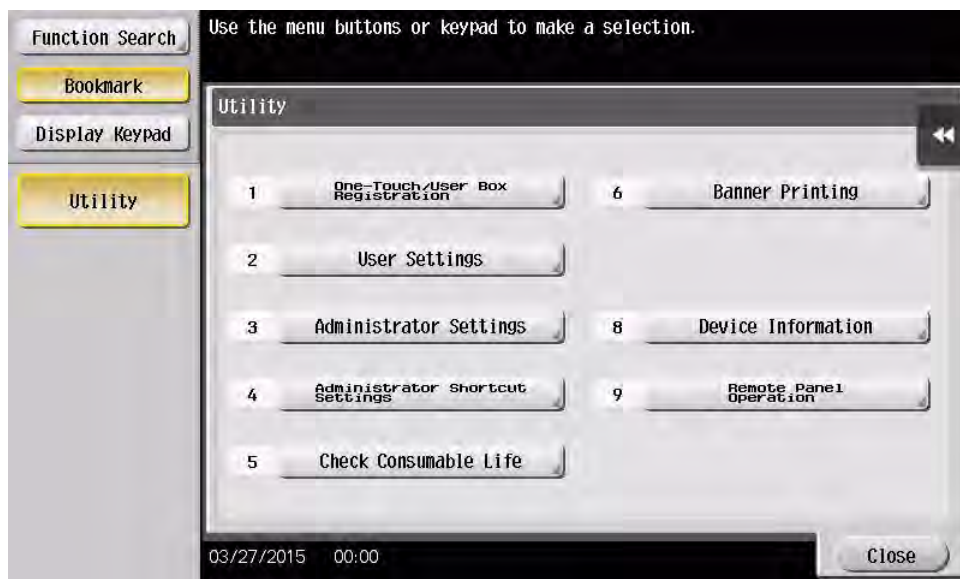 Function Search
Bookmark
Display Keypad
Utility
Use the menu buttons or keypad to make a selection.
Utility
1 One-Touch/User Box
Registration
2 User Settings
3 Administrator Settings
4 Administrator Shortcut
Settings
5 Check Consumable Life
6 Banner Printing
8 Device Information
9 Remote Panel
Operation
03/27/2015 00:00
Close